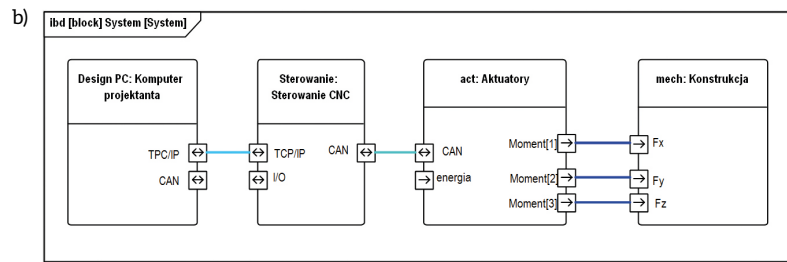 b)
ibd [block] System [System]
Design PC: Komputer
projektanta
TPC/IP
CAN
Sterowanie:
Sterowanie CNC
TCP/IP
I/O
CAN
act: Aktuatory
CAN
energia
Moment[1]
Moment[2]
Moment[3]
mech: Konstrukcja
Fx
Fy
Fz